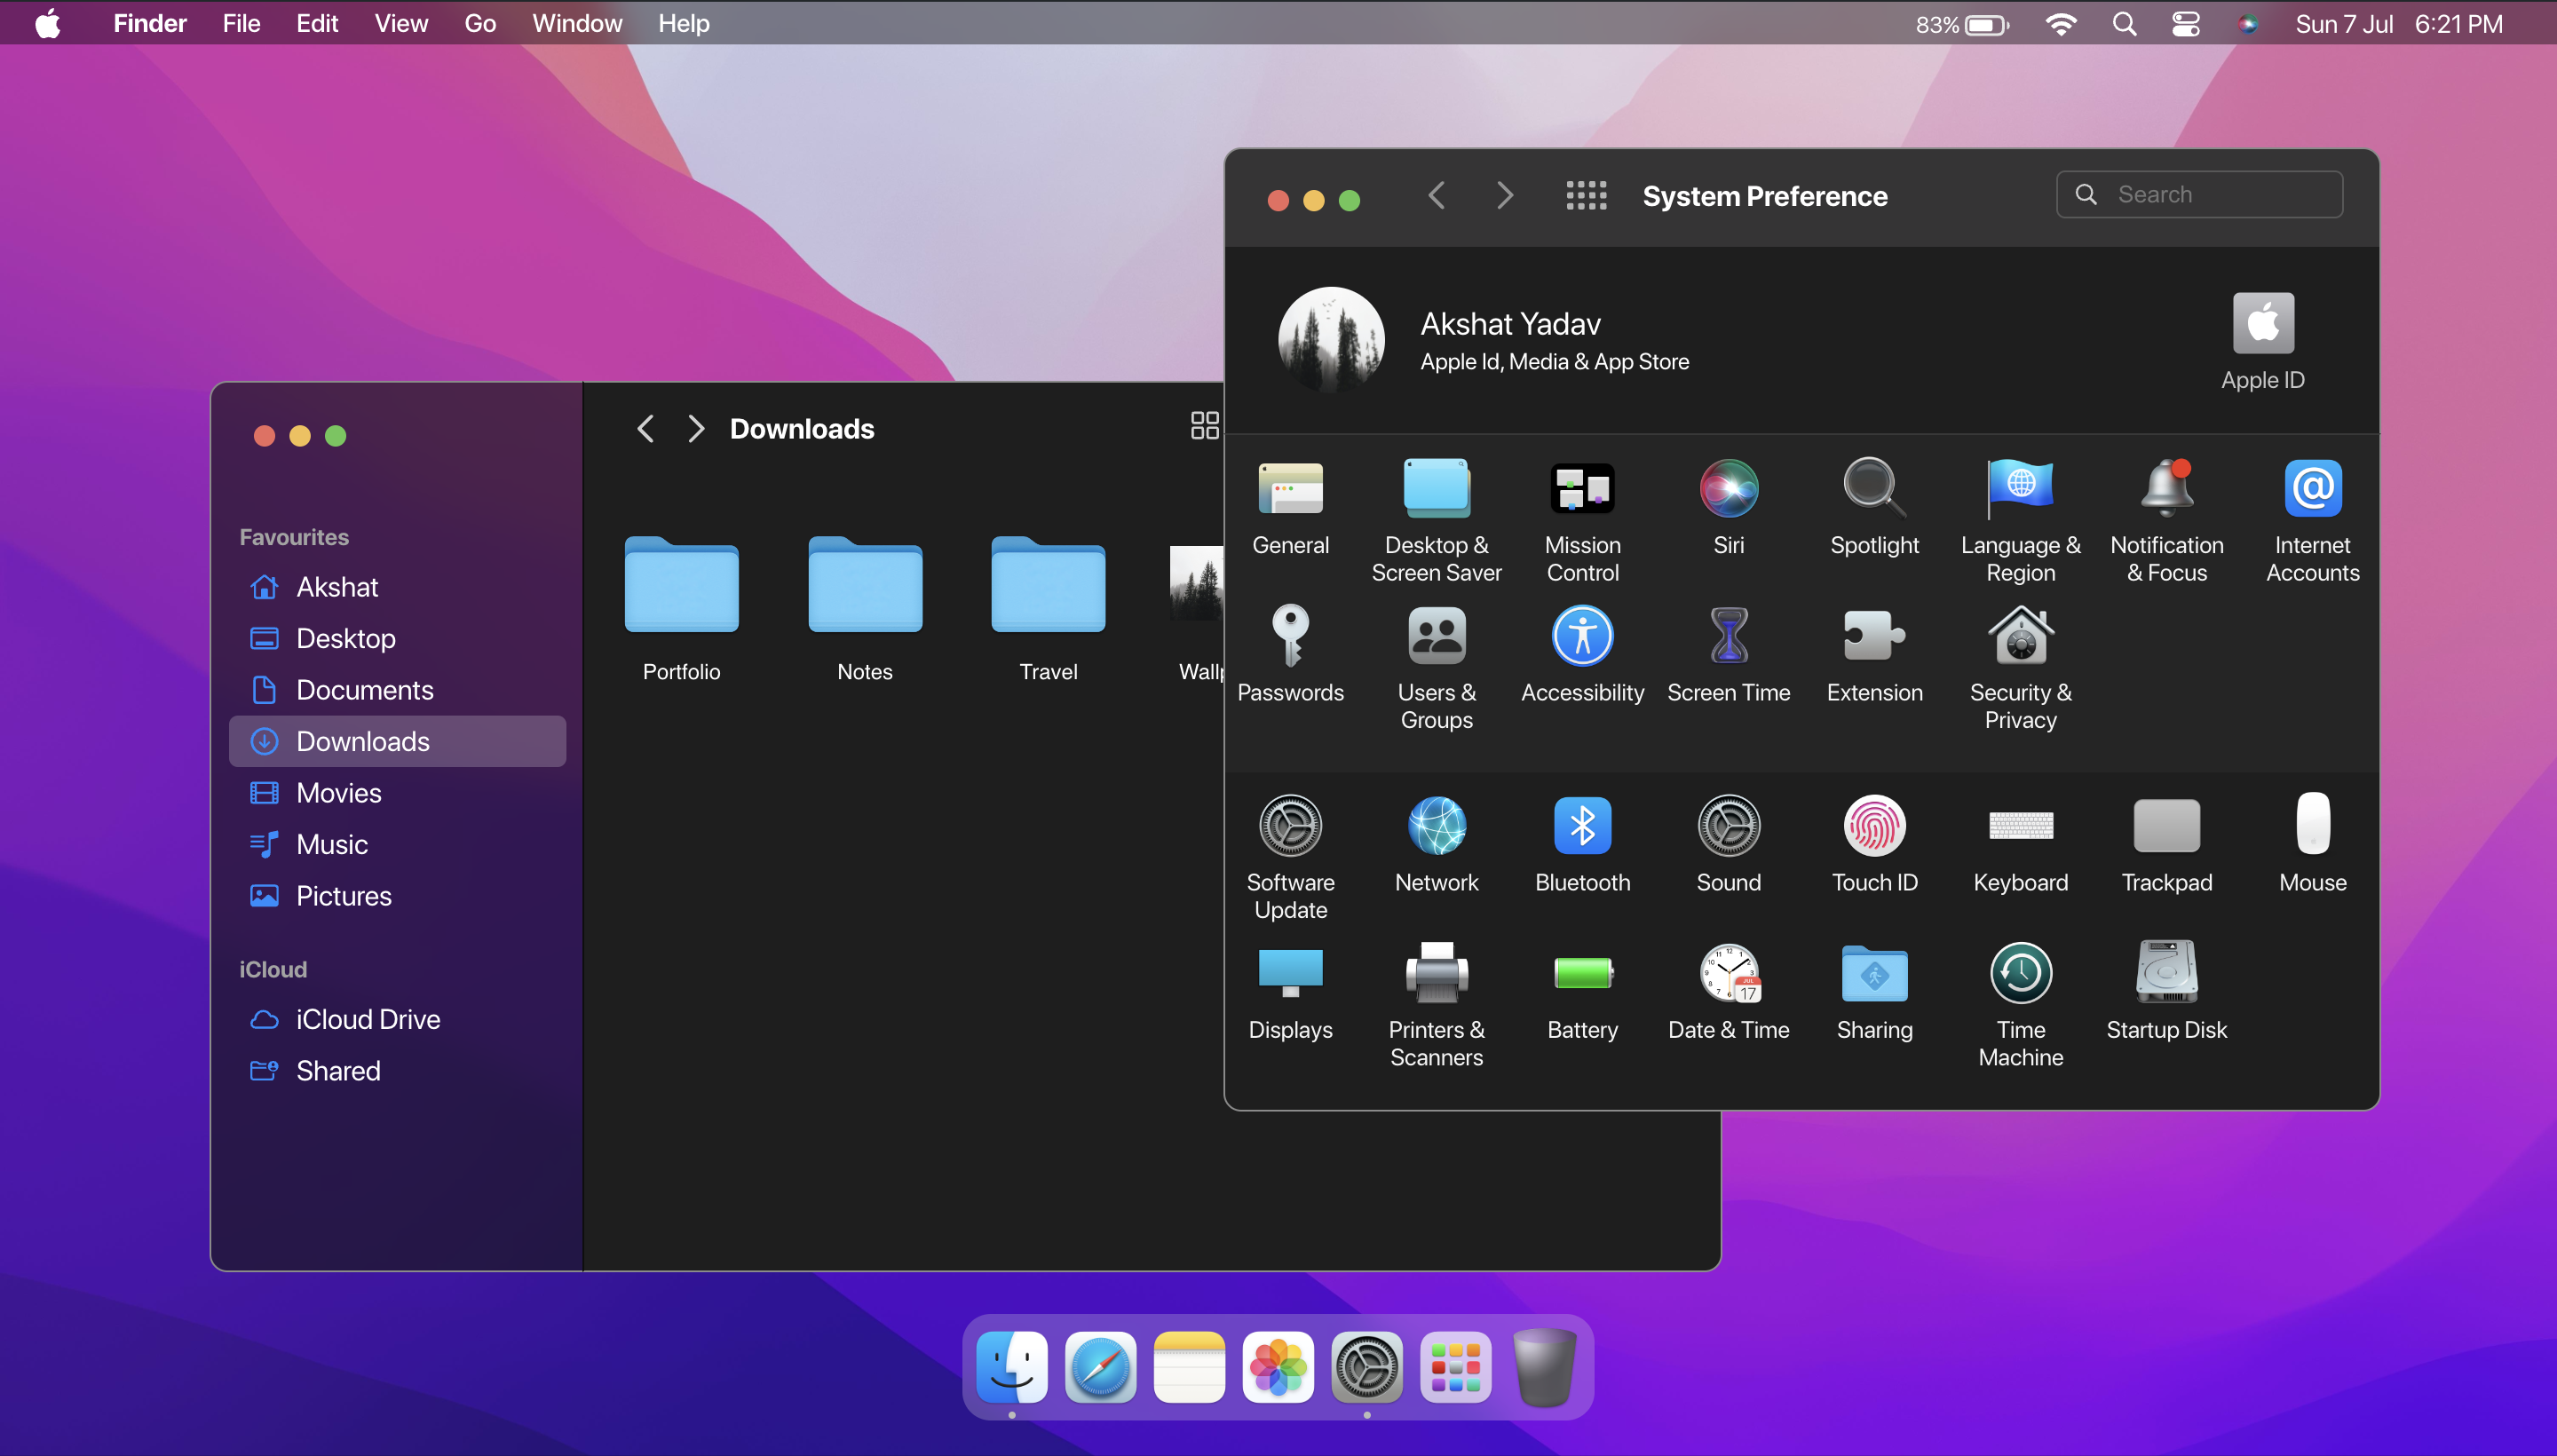 Finder File Edit View Go Window Help
83% Sun 7 Jul 6:21 PM
System Preference
Search
Akshat Yadav
Apple Id, Media & App Store
Apple ID
General
Desktop &
Screen Saver
Mission
Control
Siri
Spotlight
Language &
Region
Notification
& Focus
Internet
Accounts
Passwords
Users &
Groups
Accessibility
Screen Time
Extension
Security &
Privacy
Software
Update
Network
Bluetooth
Sound
Touch ID
Keyboard
Trackpad
Mouse
Displays
Printers &
Scanners
Battery
Date & Time
JUL
17
Sharing
Time
Machine
Startup Disk
Downloads
Favourites
Akshat
Desktop
Documents
Downloads
Movies
Music
Pictures
iCloud
iCloud Drive
Shared
Portfolio
Notes
Travel